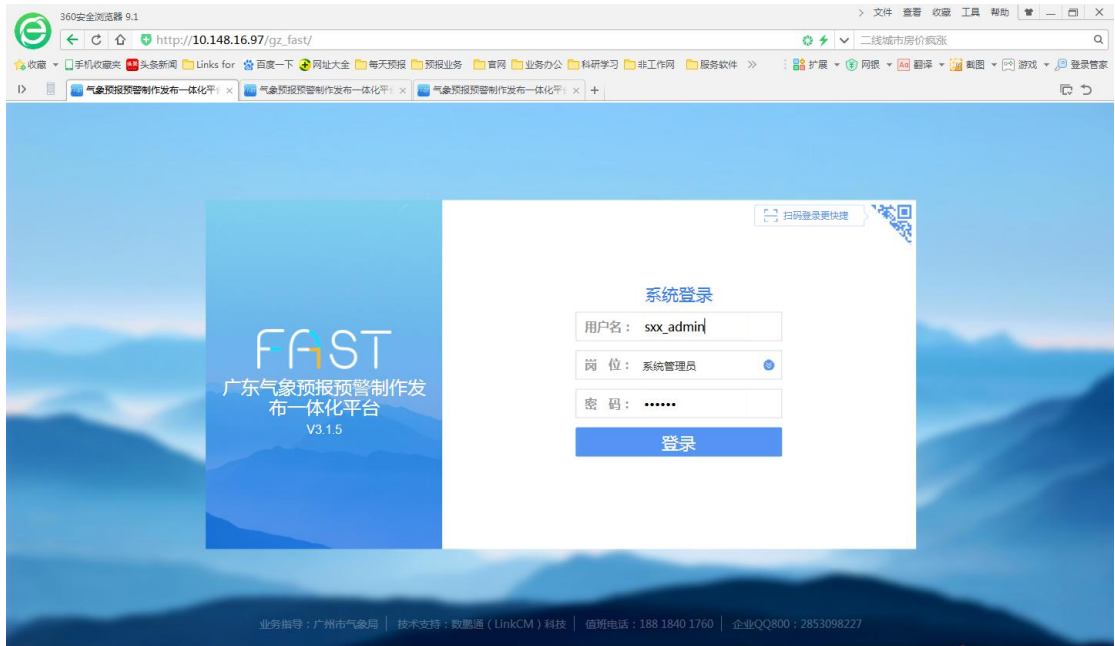 360安全浏览器 9.1
文件 查看 收藏 工具 帮助
http://10.148.16.97/gz_fast/
二线城市房价疯涨
收藏 手机收藏夹 头条新闻 Links for 百度一下 网址大全 每天预报 预报业务 官网 业务办公 科研学习 非工作网 服务软件 » 扩展 网银 翻译 截图 游戏 登录管家
气象预报预警制作发布一体化平 气象预报预警制作发布一体化平 气象预报预警制作发布一体化平
扫码登录更快捷
系统登录
用户名: sxx_admin
岗 位: 系统管理员
密 码: ••••••
登录
FAST
广东气象预报预警制作发
布一体化平台
V3.1.5
业务指导:广州市气象局 | 技术支持:数鹏通(LinkCM)科技 | 值班电话:188 1840 1760 | 企业QQ800:2853098227